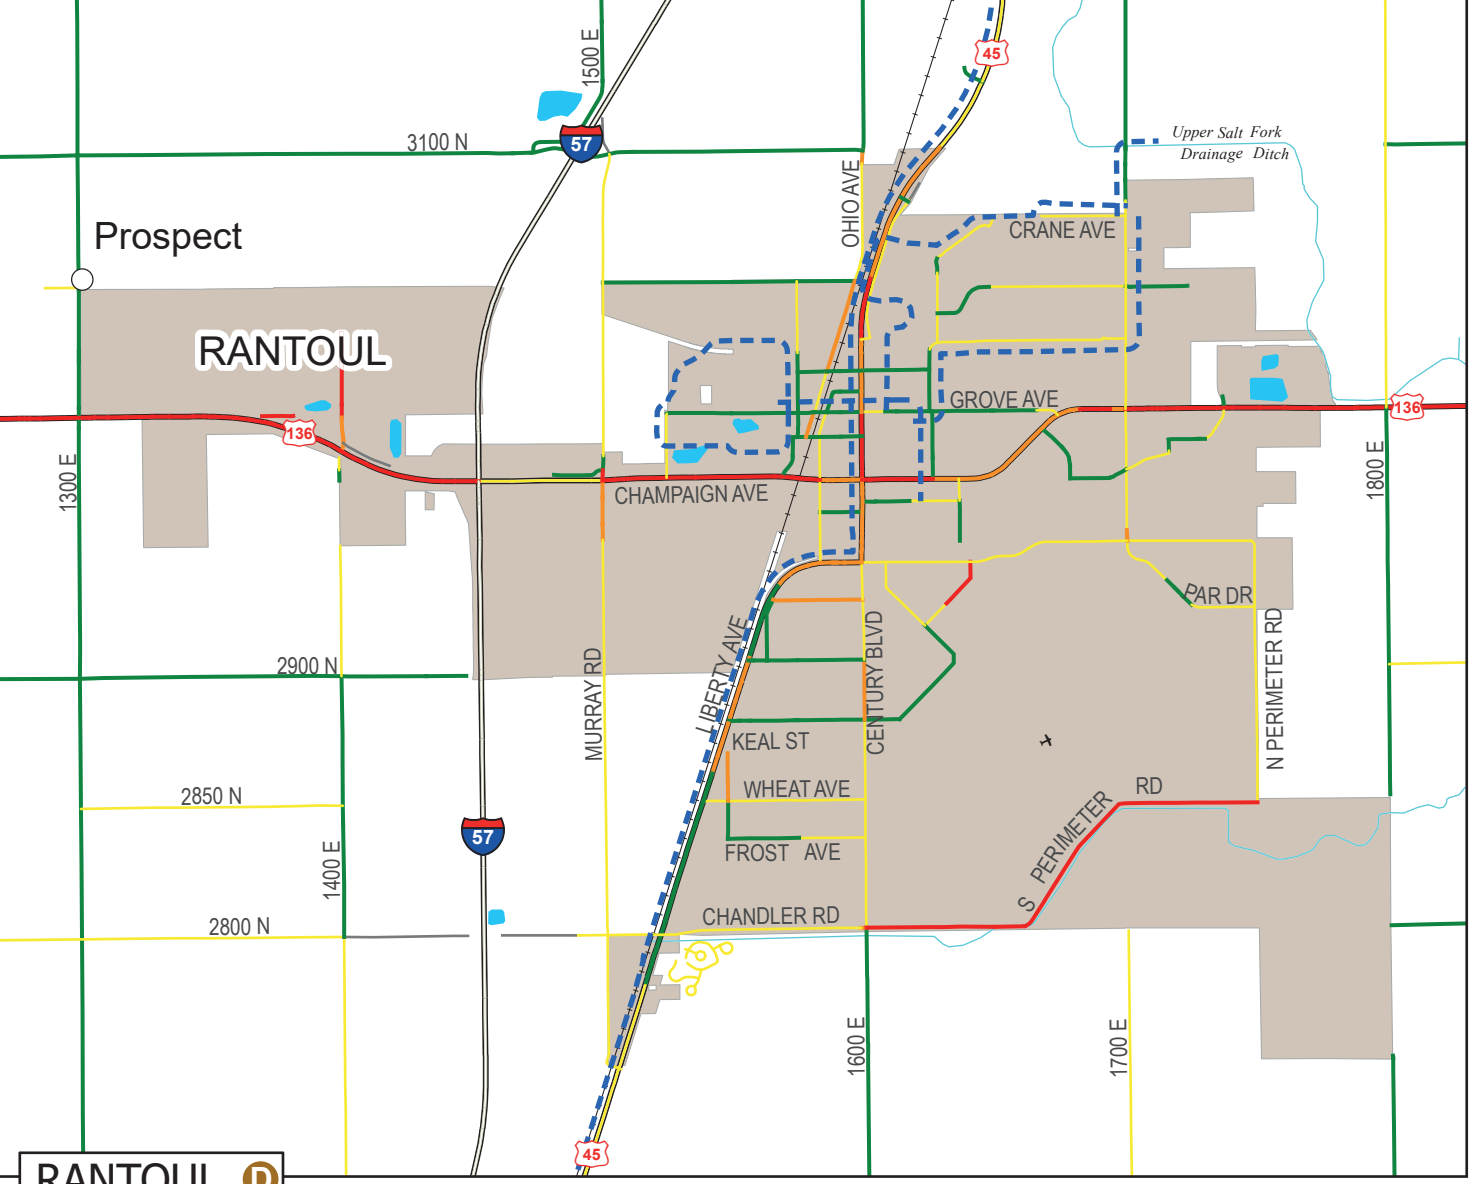 45
1500 E
3100 N
57
Upper Salt Fork
Drainage Ditch
OHIO AVE
Prospect
CRANE AVE
RANTOUL
GROVE AVE
136
136
1300 E
1800 E
CHAMPAIGN AVE
PAR DR
2900 N
MURRAY RD
LIBERTY AVE
CENTURY BLVD
N PERIMETER RD
KEAL ST
2850 N
WHEAT AVE
S PERIMETER RD
57
1400 E
FROST AVE
2800 N
CHANDLER RD
1600 E
1700 E
45
RANTOUL D